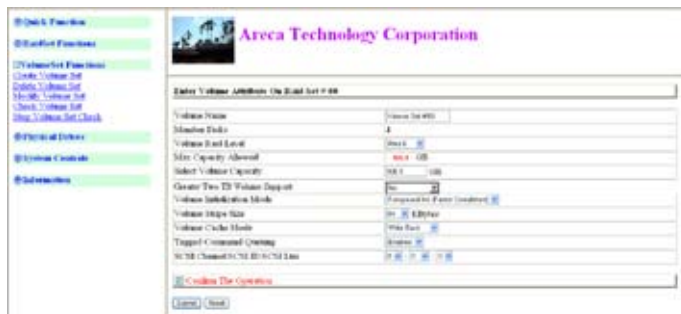 Quick Function
RaidSet Functions
VolumeSet Functions
Create Volume Set
Delete Volume Set
Modify Volume Set
Check Volume Set
Stop Volume Set Check
Physical Drives
System Controls
Information
Areca Technology Corporation
Enter Volume Attribute On Raid Set # 00
Volume Name
Member Disks
4
Volume Raid Level
Max Capacity Allowed
GB
Select Volume Capacity
GB
Greater Two TB Volume Support
No
Volume Initialization Mode
Volume Stripe Size
64 KBytes
Volume Cache Mode
Write Back
Tagged Command Queuing
Enabled
SCSI Channel:SCSI ID:SCSI Lun
Confirm The Operation
Submit Reset